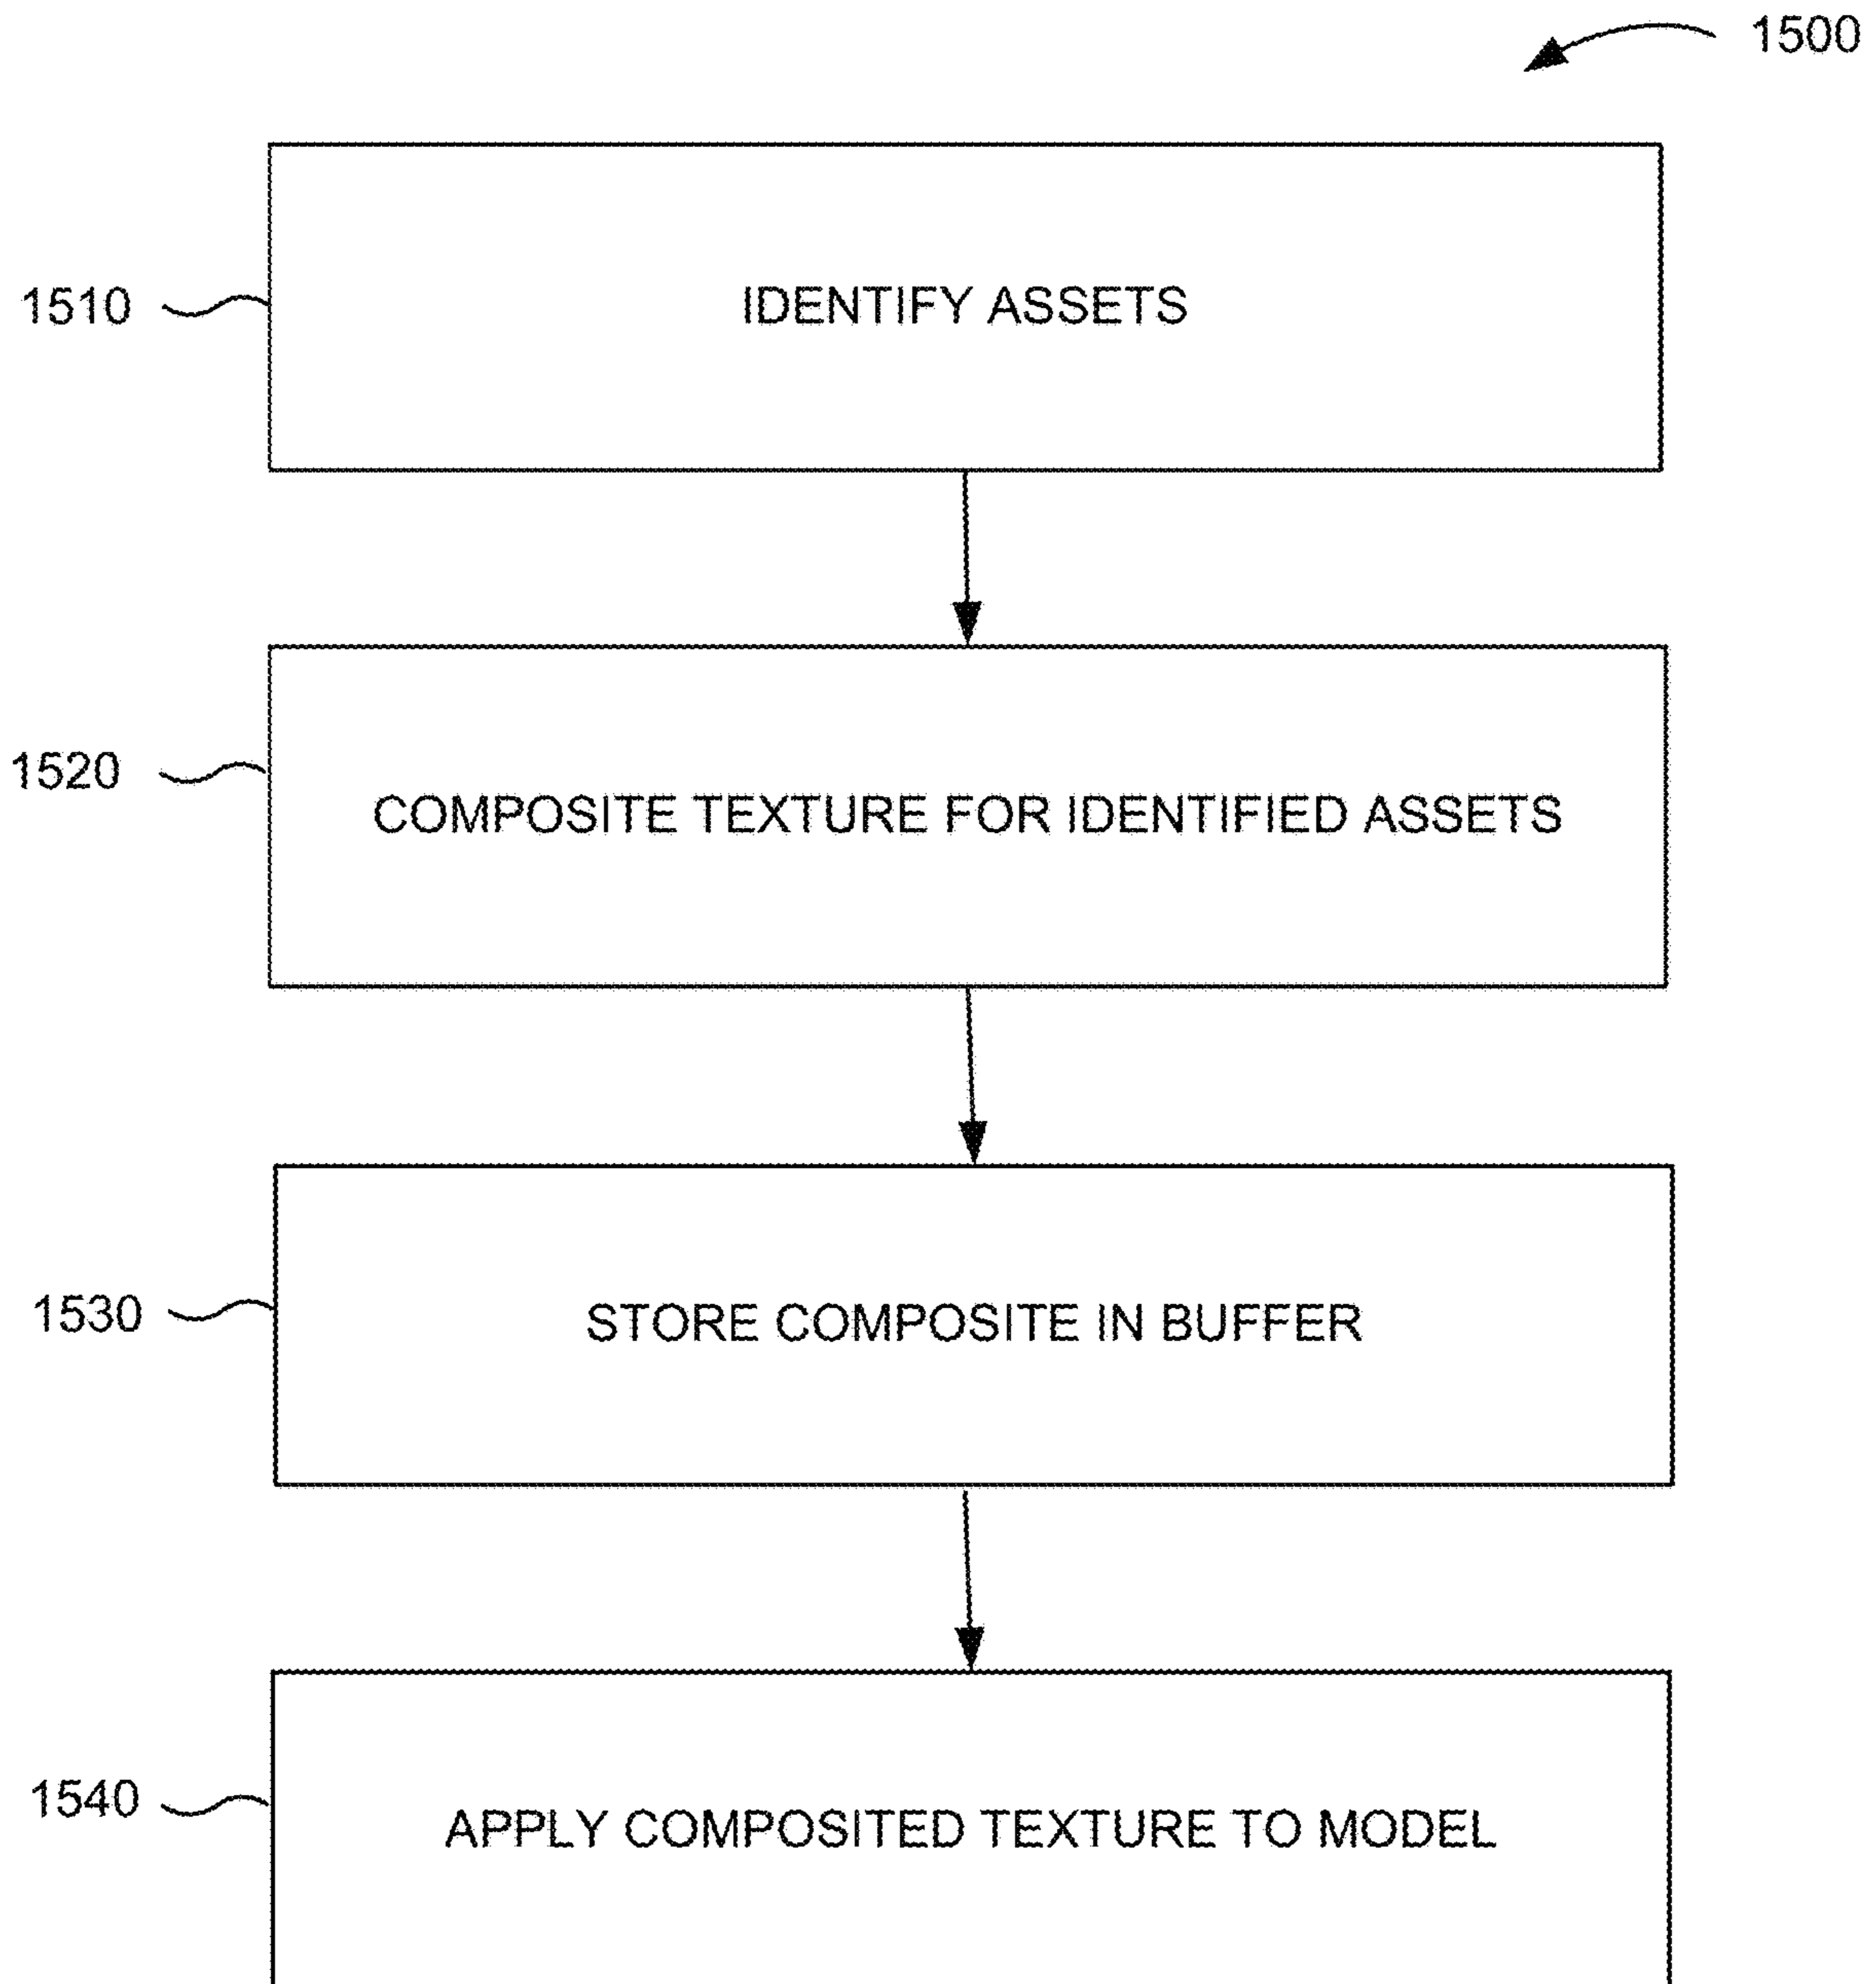 1500
1510
IDENTIFY ASSETS
1520
COMPOSITE TEXTURE FOR IDENTIFIED ASSETS
1530
STORE COMPOSITE IN BUFFER
1540
APPLY COMPOSITED TEXTURE TO MODEL